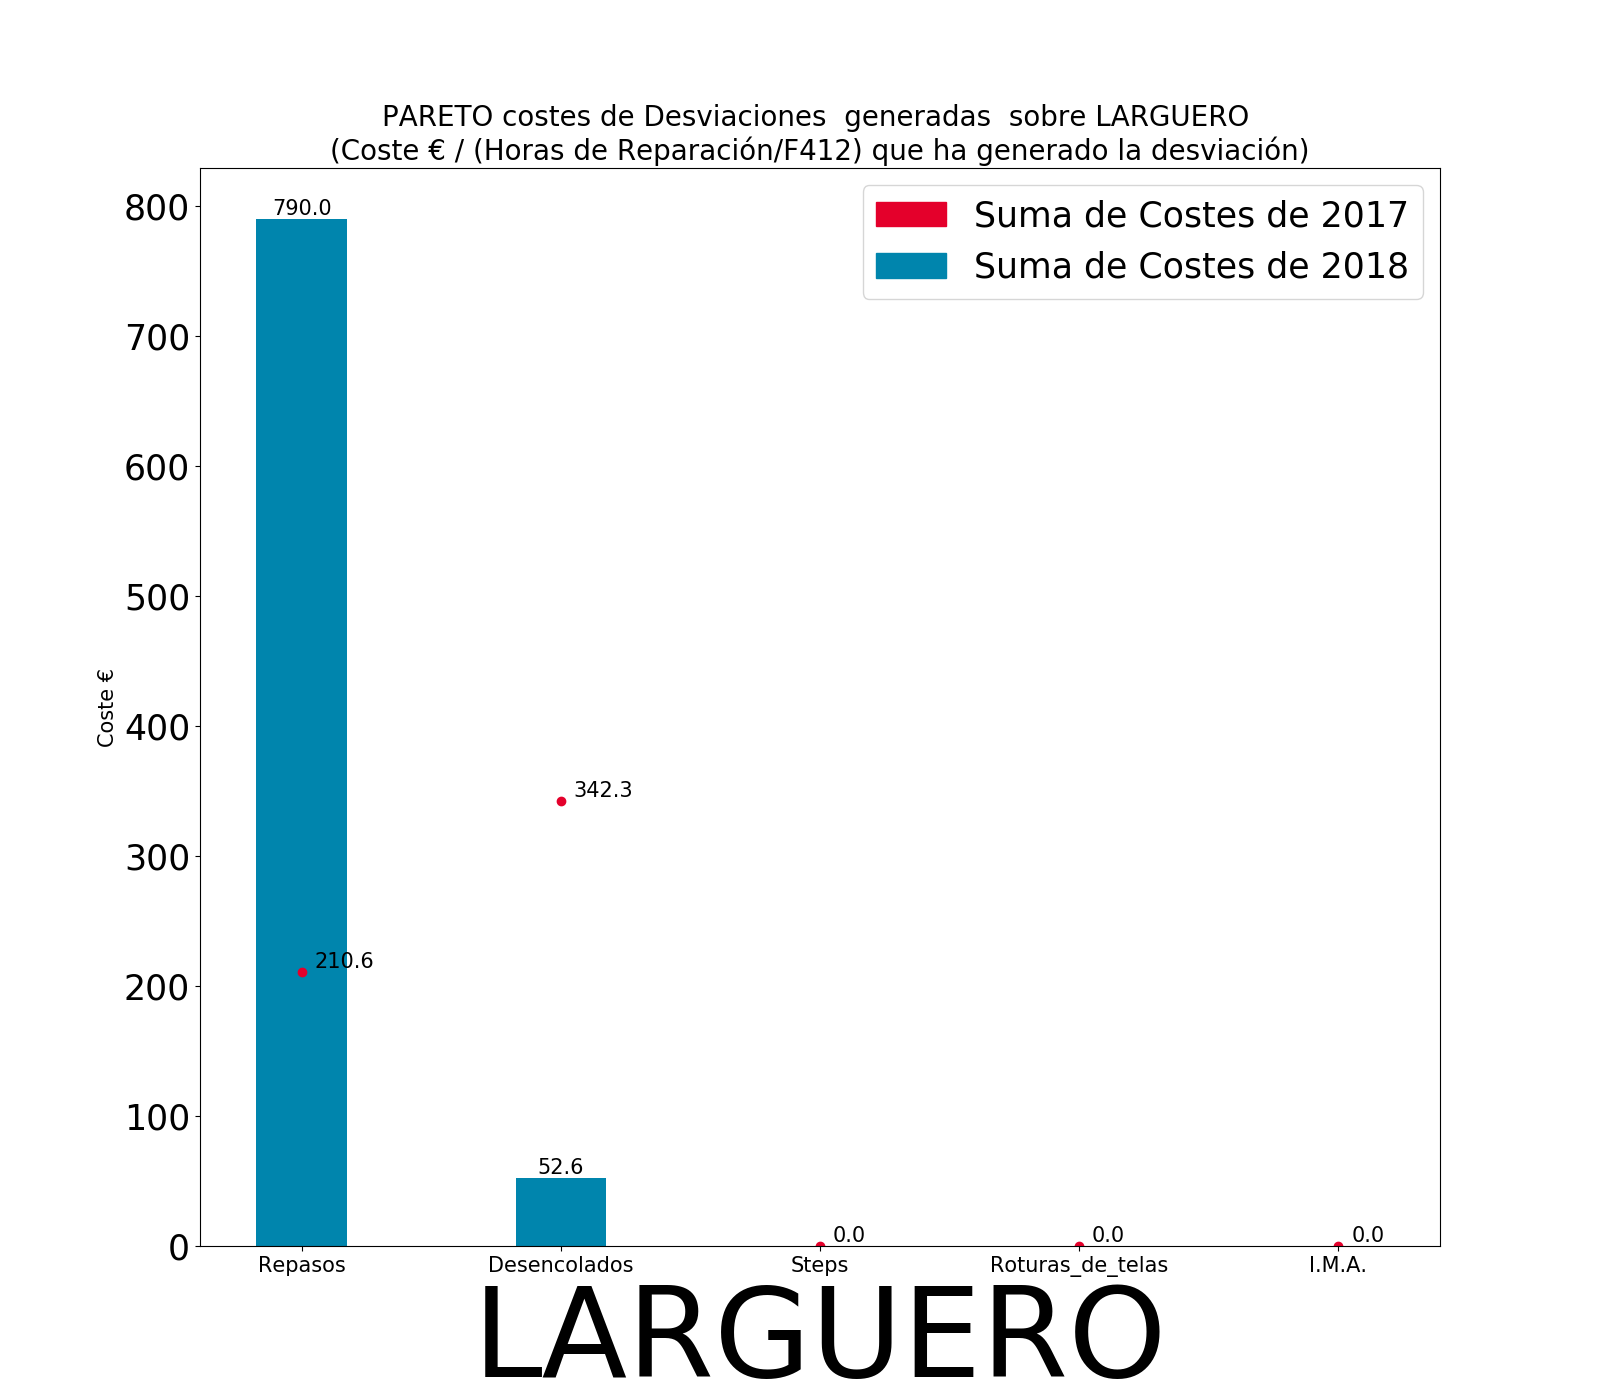 PARETO costes de Desviaciones  generadas  sobre LARGUERO
(Coste € / (Horas de Reparación/F412) que ha generado la desviación)
Suma de Costes de 2017
Suma de Costes de 2018
Coste €
800
700
600
500
400
300
200
100
0
790.0
210.6
342.3
52.6
0.0
0.0
0.0
Repasos
Desencolados
Steps
Roturas_de_telas
I.M.A.
LARGUERO